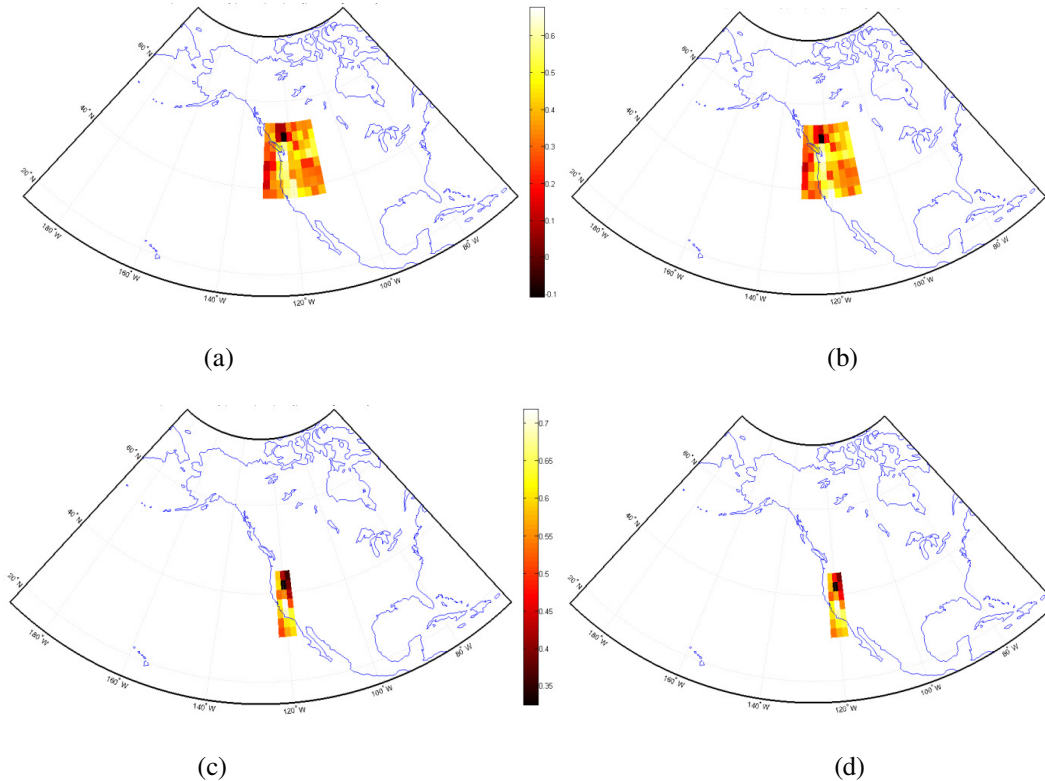 60° N
40° N
20° N
180° W
160° W
140° W
120° W
100° W
80° W
0.6
0.5
0.4
0.3
0.2
0.1
0
-0.1
60° N
40° N
20° N
180° W
160° W
140° W
120° W
100° W
80° W
(a)
(b)
60° N
40° N
20° N
180° W
160° W
140° W
120° W
100° W
80° W
0.7
0.65
0.6
0.55
0.5
0.45
0.4
0.35
60° N
40° N
20° N
180° W
160° W
140° W
120° W
100° W
80° W
(c)
(d)